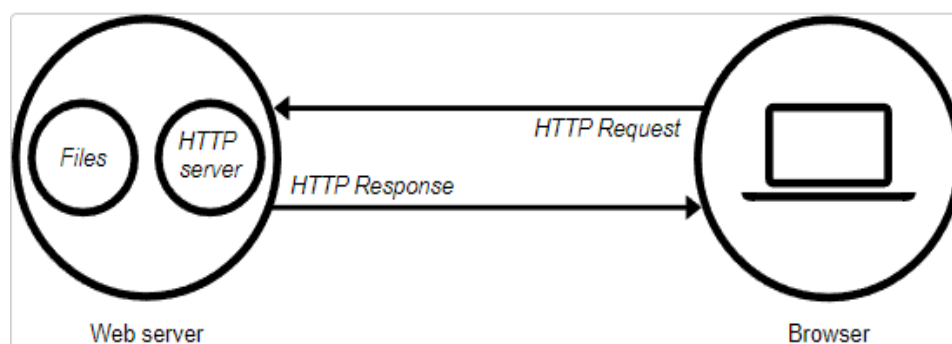 Files
HTTP
server
HTTP Request
HTTP Response
Web server
Browser